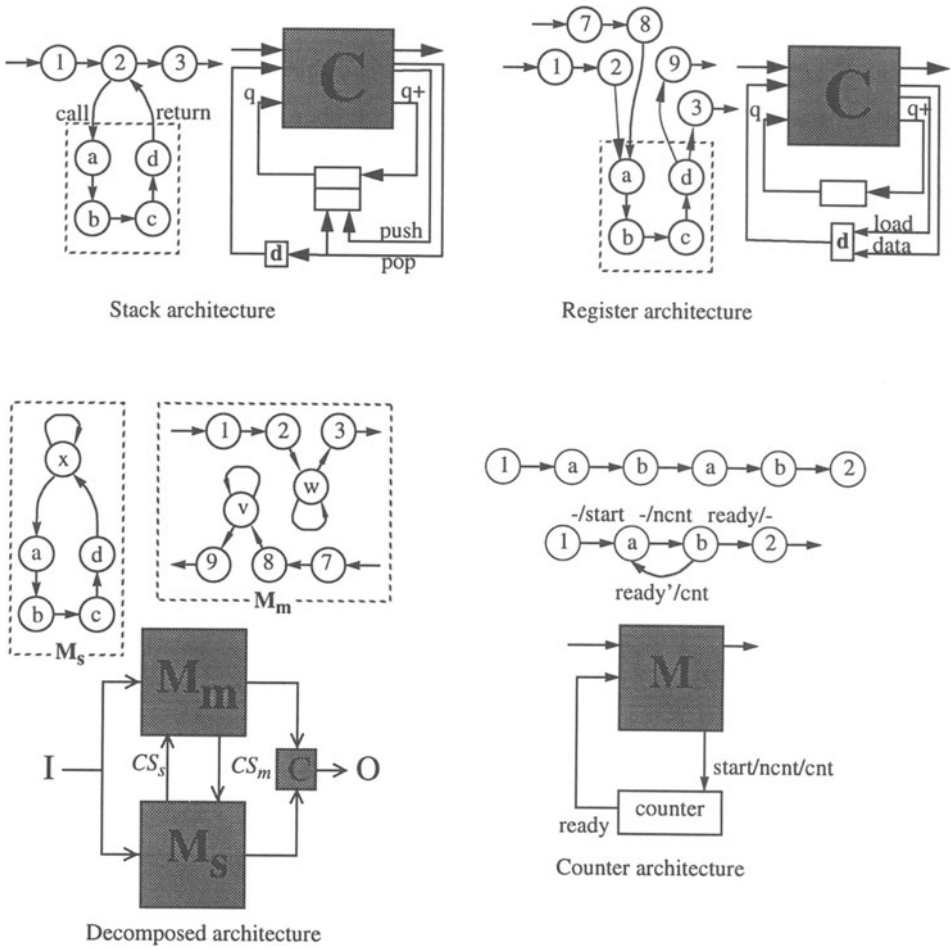 1 2 3
call return
a d
b c
C
q q+
push
d pop
Stack architecture
7 8
1 2 9
3
a d
b c
C
q q+
load
d data
Register architecture
x
a d
b c
Ms
1 2 3
w
v
9 8 7
Mm
Mm
I CSs CSm C O
Ms
Decomposed architecture
1 a b a b 2
-/start -/ncnt ready/-
1 a b 2
ready'/cnt
M
start/ncnt/cnt
counter
ready
Counter architecture